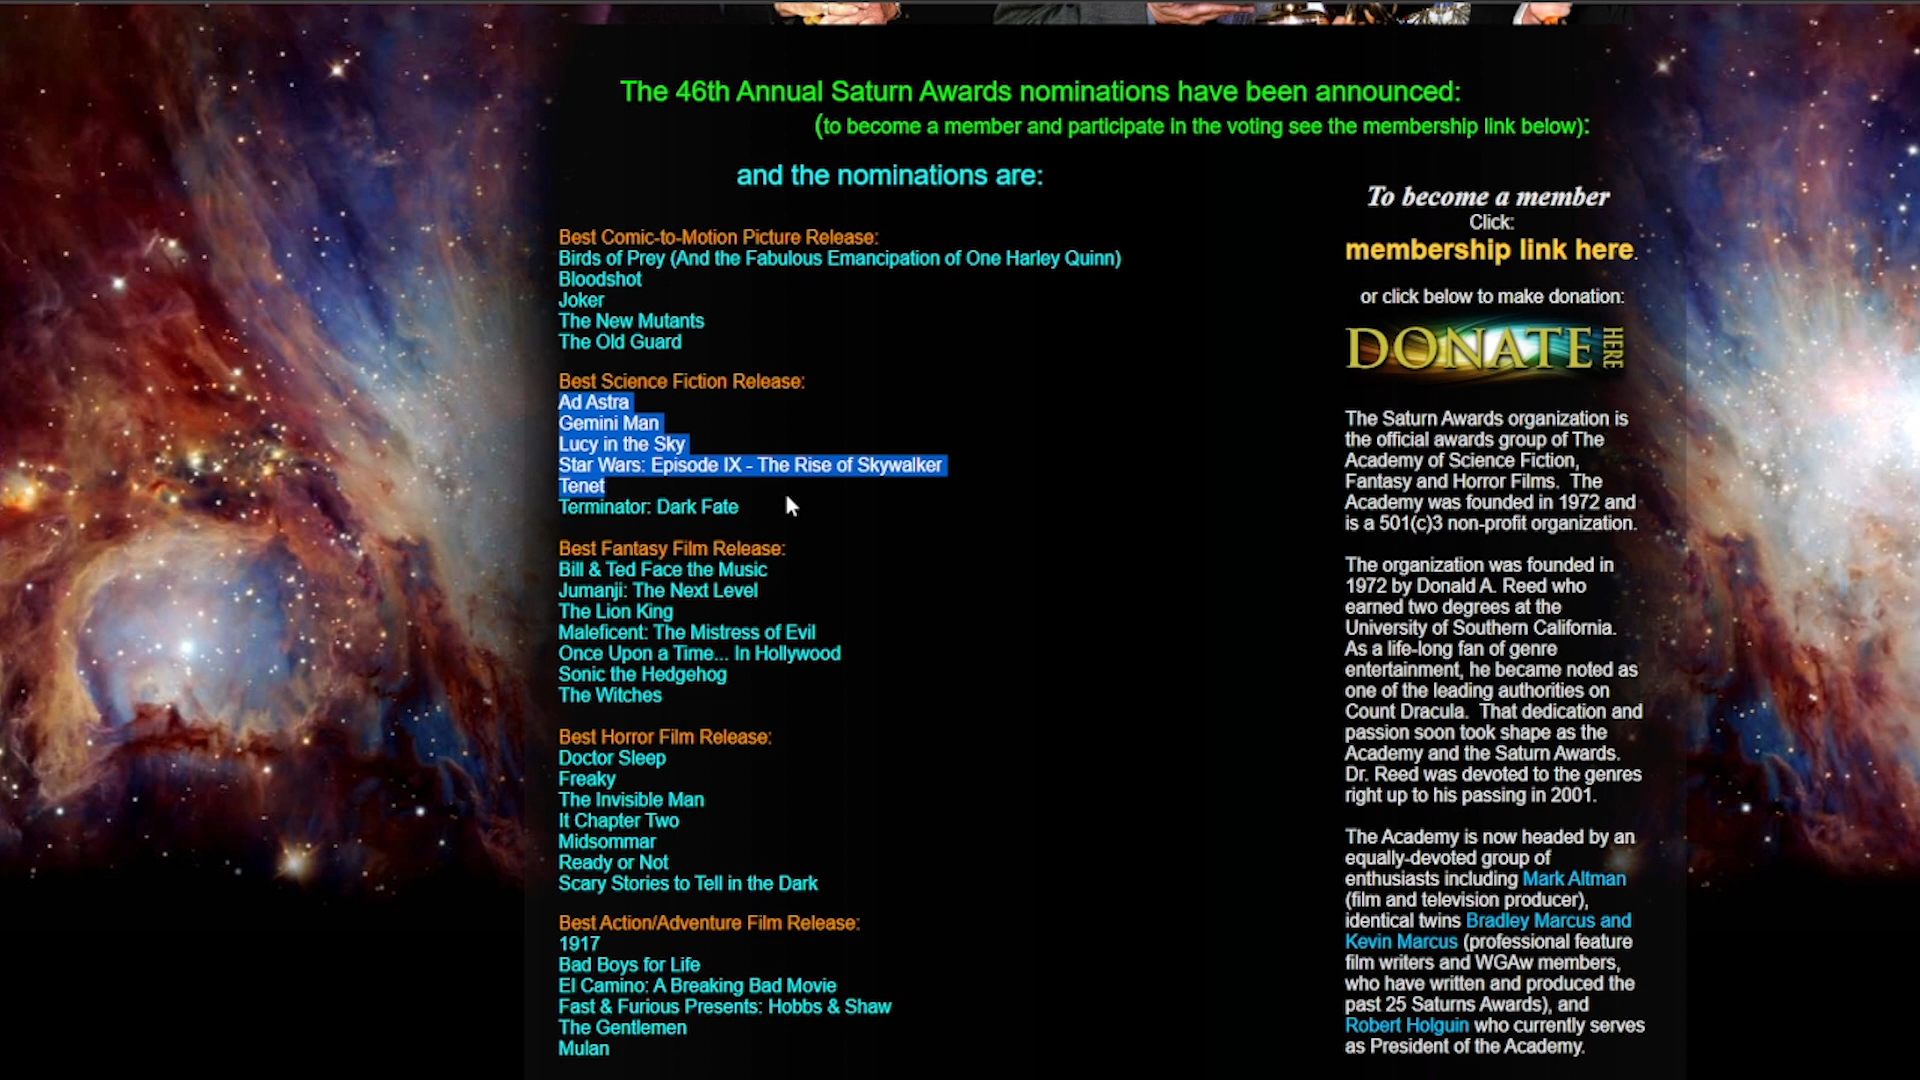 The 46th Annual Saturn Awards nominations have been announced:
(to become a member and participate in the voting see the membership link below):
and the nominations are:
Best Comic-to-Motion Picture Release:
Birds of Prey (And the Fabulous Emancipation of One Harley Quinn)
Bloodshot
Joker
The New Mutants
The Old Guard
Best Science Fiction Release:
Ad Astra
Gemini Man
Lucy in the Sky
Star Wars: Episode IX - The Rise of Skywalker
Tenet
Terminator: Dark Fate
Best Fantasy Film Release:
Bill & Ted Face the Music
Jumanji: The Next Level
The Lion King
Maleficent: The Mistress of Evil
Once Upon a Time... In Hollywood
Sonic the Hedgehog
The Witches
Best Horror Film Release:
Doctor Sleep
Freaky
The Invisible Man
It Chapter Two
Midsommar
Ready or Not
Scary Stories to Tell in the Dark
Best Action/Adventure Film Release:
1917
Bad Boys for Life
El Camino: A Breaking Bad Movie
Fast & Furious Presents: Hobbs & Shaw
The Gentlemen
Mulan
To become a member
Click:
membership link here.
or click below to make donation:
DONATE HERE
The Saturn Awards organization is
the official awards group of The
Academy of Science Fiction,
Fantasy and Horror Films. The
Academy was founded in 1972 and
is a 501(c)3 non-profit organization.
The organization was founded in
1972 by Donald A. Reed who
earned two degrees at the
University of Southern California.
As a life-long fan of genre
entertainment, he became noted as
one of the leading authorities on
Count Dracula. That dedication and
passion soon took shape as the
Academy and the Saturn Awards.
Dr. Reed was devoted to the genres
right up to his passing in 2001.
The Academy is now headed by an
equally-devoted group of
enthusiasts including Mark Altman
(film and television producer),
identical twins Bradley Marcus and
Kevin Marcus (professional feature
film writers and WGAw members,
who have written and produced the
past 25 Saturns Awards), and
Robert Holguin who currently serves
as President of the Academy.